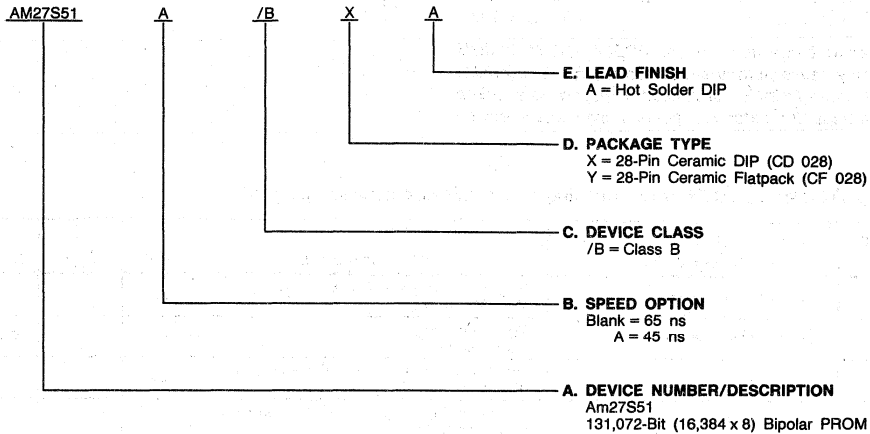 AM27S51 A /B X A
E. LEAD FINISH
A = Hot Solder DIP
D. PACKAGE TYPE
X = 28-Pin Ceramic DIP (CD 028)
Y = 28-Pin Ceramic Flatpack (CF 028)
C. DEVICE CLASS
/B = Class B
B. SPEED OPTION
Blank = 65 ns
A = 45 ns
A. DEVICE NUMBER/DESCRIPTION
Am27S51
131,072-Bit (16,384 x 8) Bipolar PROM